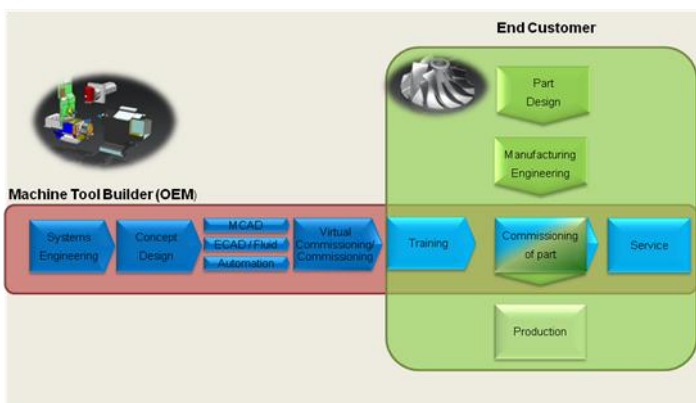 End Customer
Part
Design
Manufacturing
Engineering
Machine Tool Builder (OEM)
Systems
Engineering
Concept
Design
MCAD
ECAD / Fluid
Automation
Virtual
Commissioning/
Commissioning
Training
Commissioning
of part
Service
Production